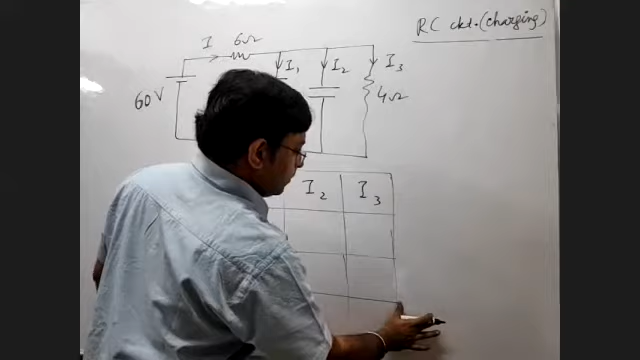 RC ckt. (charging)
I 6Ω
I₁ I₂ I₃
60V 4Ω
I₂ I₃